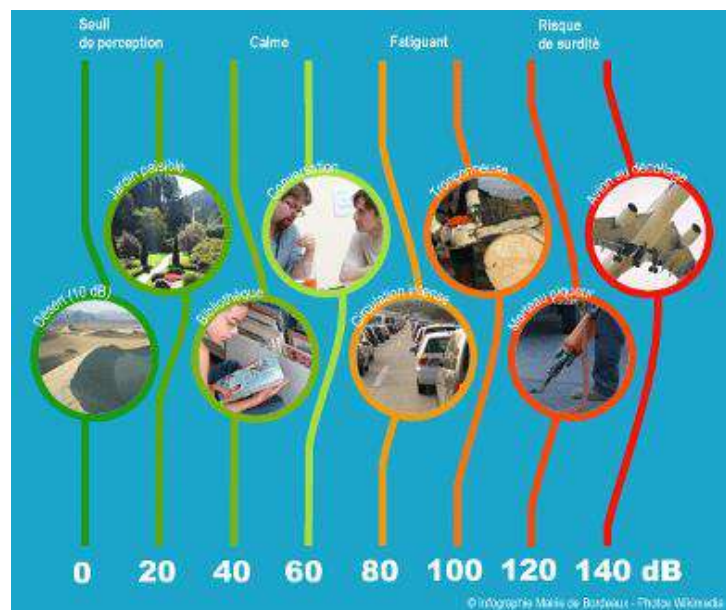 Seuil
de perception
Calme
Fatiguant
Risque
de surdité
Jardin paisible
Conversation
Tronçonneuse
Avion au décollage
Désert (10 dB)
Bibliothèque
Circulation intense
Marteau piqueur
0 20 40 60 80 100 120 140 dB
© Infographie Mairie de Bordeaux - Photos Wikimedia